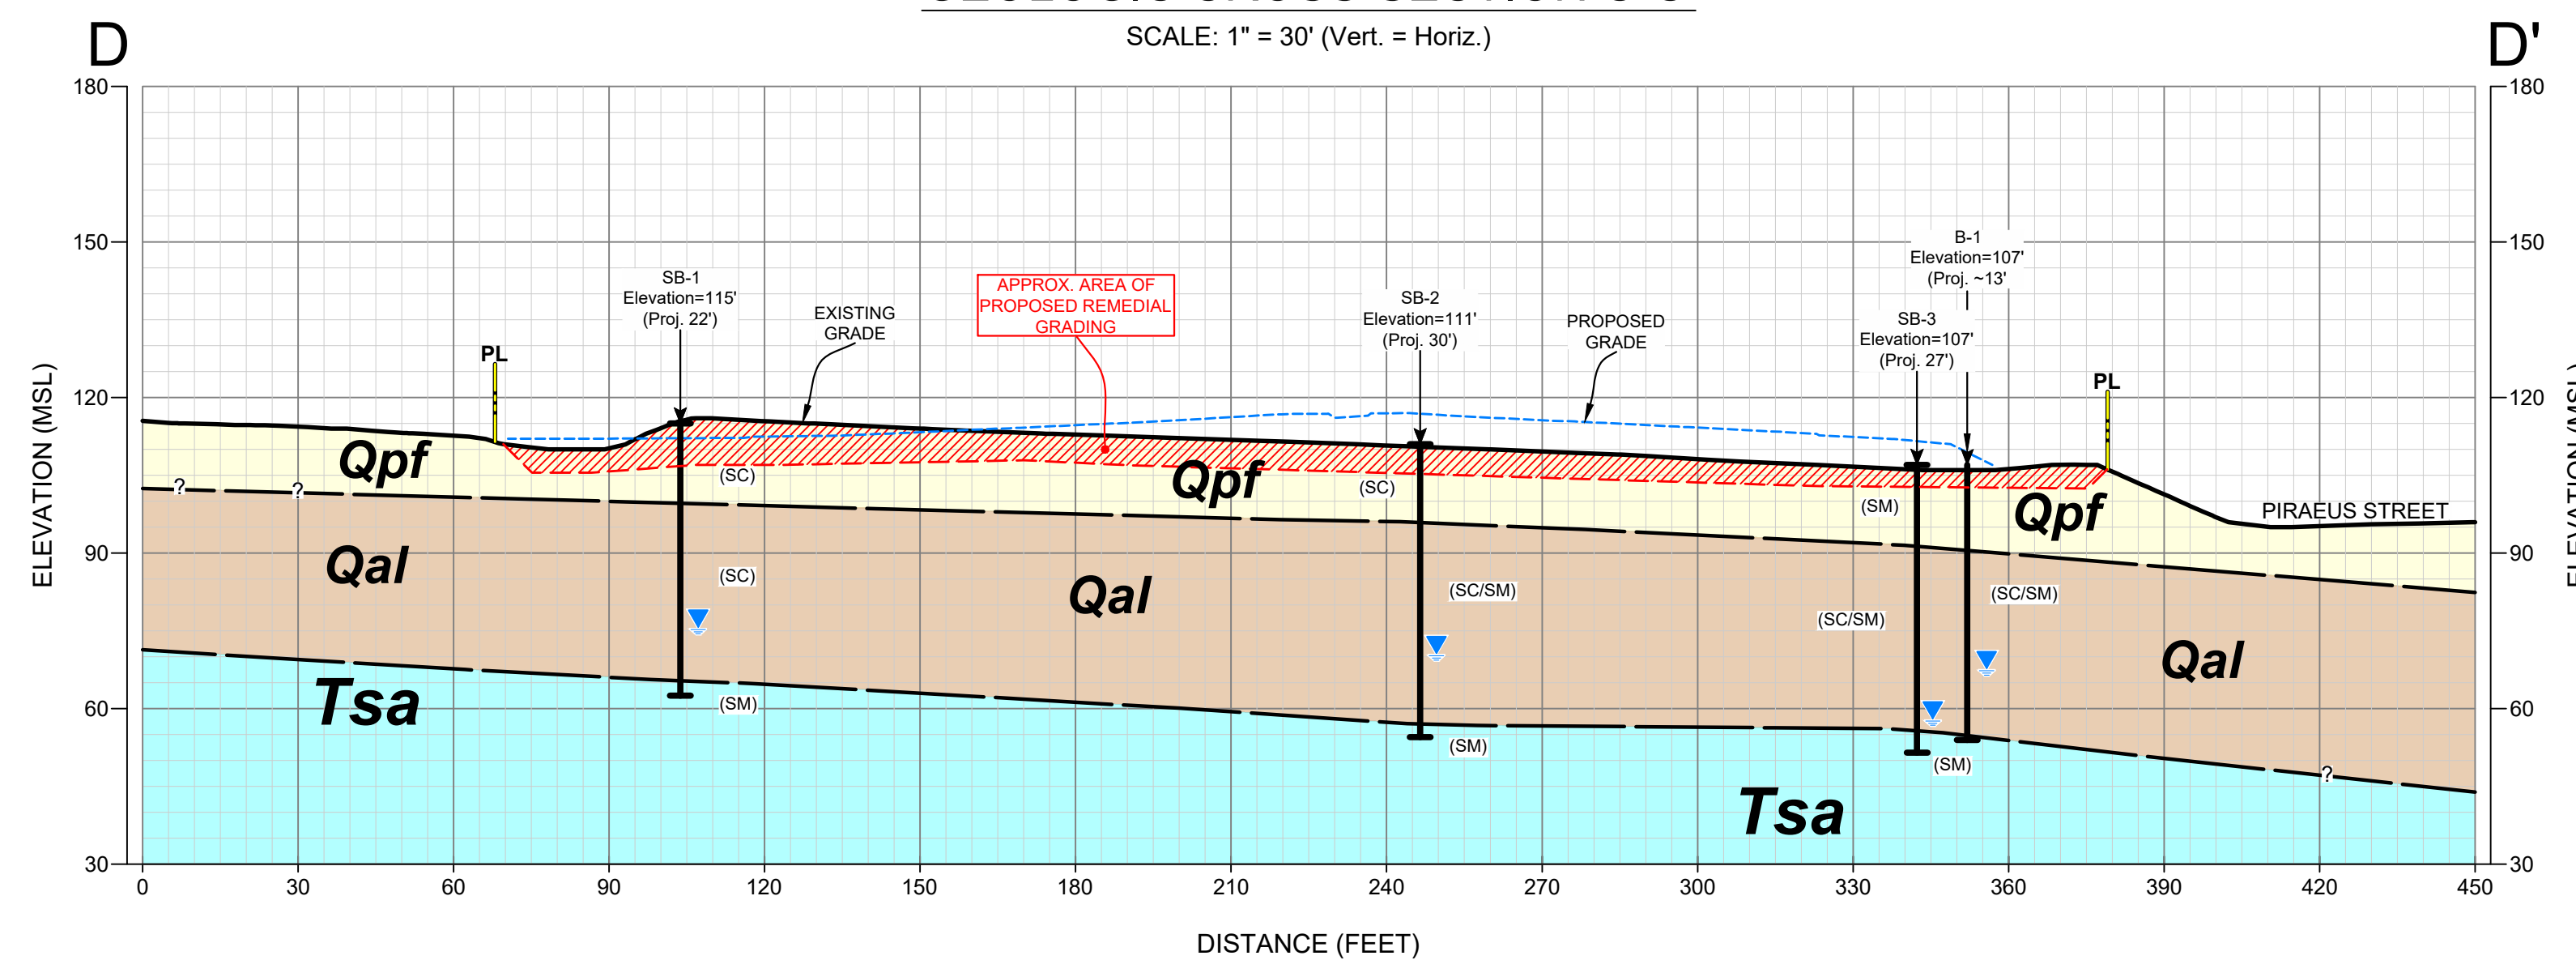 SCALE: 1" = 30' (Vert. = Horiz.)
D
D'
180
150
120
90
60
30
ELEVATION (MSL)
PL
SB-1
Elevation=115'
(Proj. 22')
EXISTING
GRADE
APPROX. AREA OF
PROPOSED REMEDIAL
GRADING
SB-2
Elevation=111'
(Proj. 30')
PROPOSED
GRADE
B-1
Elevation=107'
(Proj. ~13'
SB-3
Elevation=107'
(Proj. 27')
PL
Qpf
Qpf
Qpf
PIRAEUS STREET
(SC)
(SC)
(SM)
?
?
Qal
Qal
Qal
(SC)
(SC/SM)
(SC/SM)
(SC/SM)
Tsa
Tsa
(SM)
(SM)
(SM)
?
180
150
120
90
60
30
0
30
60
90
120
150
180
210
240
270
300
330
360
390
420
450
DISTANCE (FEET)